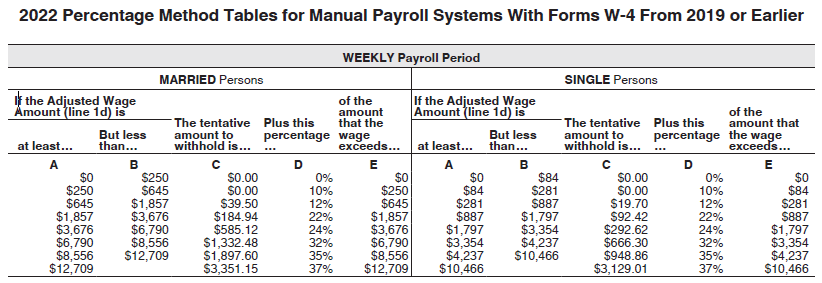 2022 Percentage Method Tables for Manual Payroll Systems With Forms W-4 From 2019 or Earlier
WEEKLY Payroll Period
MARRIED Persons SINGLE Persons
If the Adjusted Wage Amount (line 1d) is
at least... But less than... The tentative amount to withhold is... Plus this percentage ... of the amount that the wage exceeds...
If the Adjusted Wage Amount (line 1d) is
at least... But less than... The tentative amount to withhold is... Plus this percentage ... of the amount that the wage exceeds...
A B C D E A B C D E
$0 $250 $0.00 0% $0 $0 $84 $0.00 0% $0
$250 $645 $0.00 10% $250 $84 $281 $0.00 10% $84
$645 $1,857 $39.50 12% $645 $281 $887 $19.70 12% $281
$1,857 $3,676 $184.94 22% $1,857 $887 $1,797 $92.42 22% $887
$3,676 $6,790 $585.12 24% $3,676 $1,797 $3,354 $292.62 24% $1,797
$6,790 $8,556 $1,332.48 32% $6,790 $3,354 $4,237 $666.30 32% $3,354
$8,556 $12,709 $1,897.60 35% $8,556 $4,237 $10,466 $948.86 35% $4,237
$12,709 $3,351.15 37% $12,709 $10,466 $3,129.01 37% $10,466